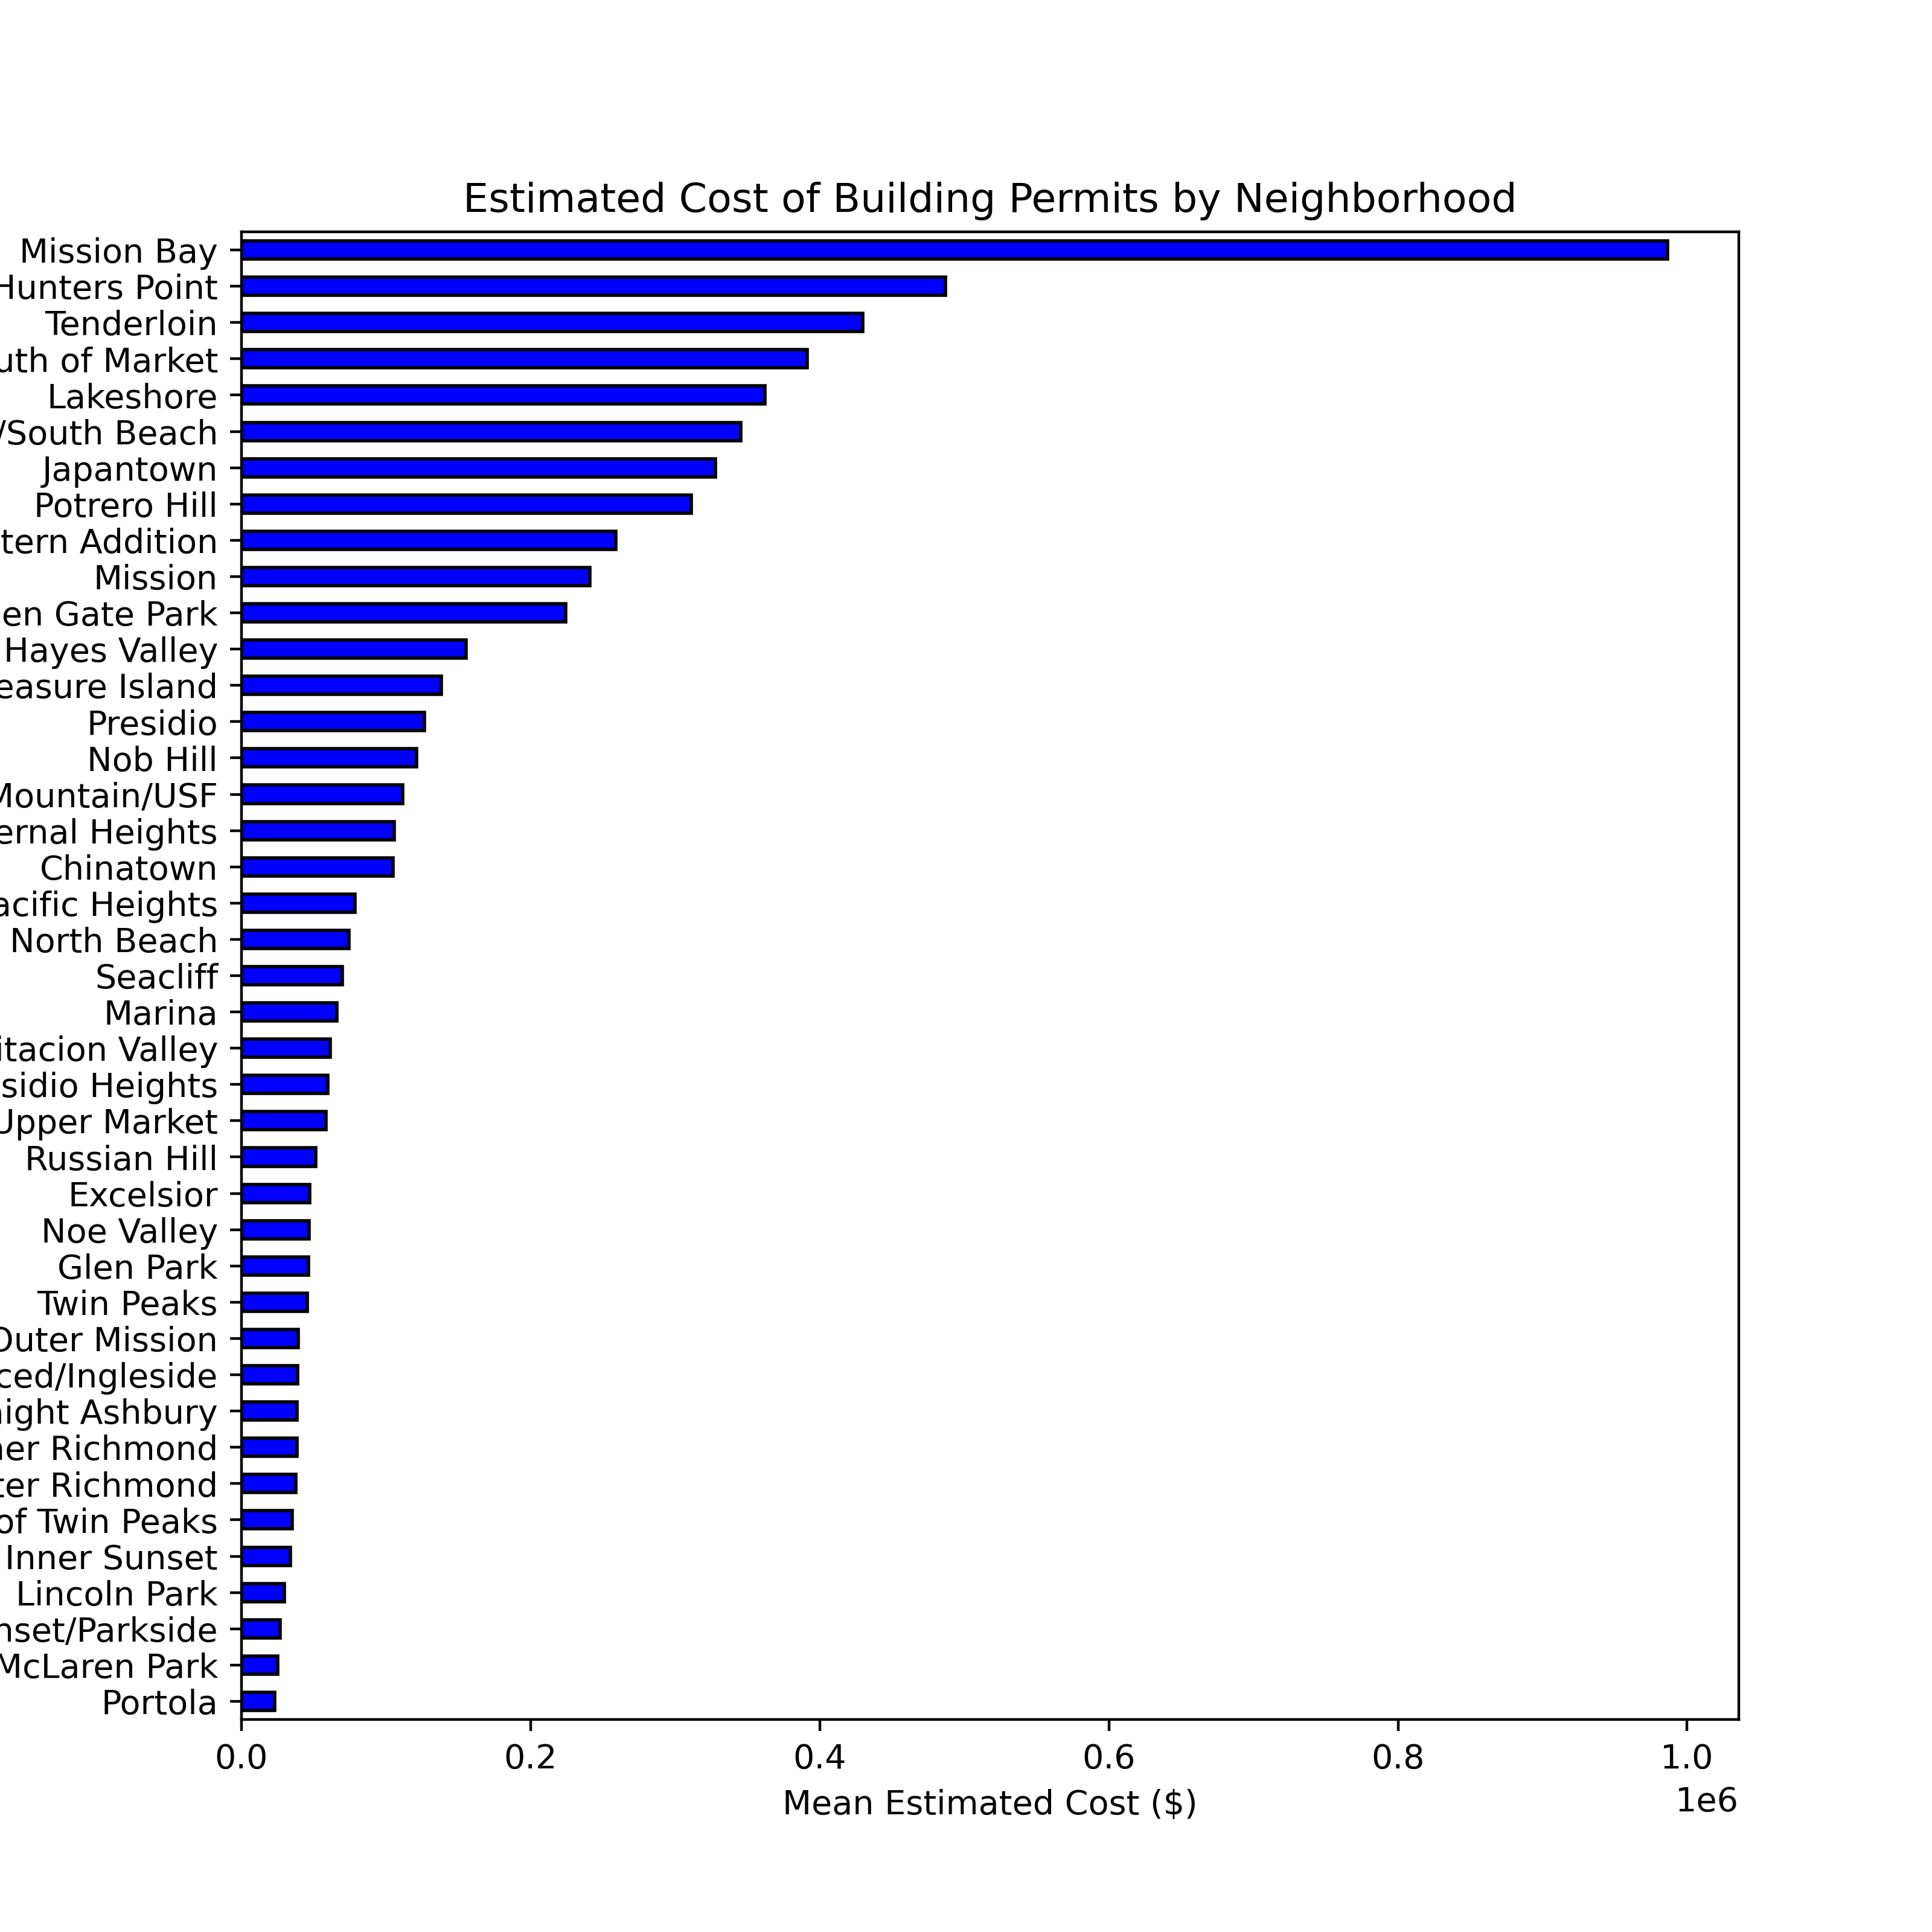 Estimated Cost of Building Permits by Neighborhood
Mission Bay
Hunters Point
Tenderloin
uth of Market
Lakeshore
/South Beach
Japantown
Potrero Hill
tern Addition
Mission
en Gate Park
Hayes Valley
easure Island
Presidio
Nob Hill
Mountain/USF
ernal Heights
Chinatown
acific Heights
North Beach
Seacliff
Marina
itacion Valley
sidio Heights
Upper Market
Russian Hill
Excelsior
Noe Valley
Glen Park
Twin Peaks
Outer Mission
ced/Ingleside
aight Ashbury
ner Richmond
ter Richmond
of Twin Peaks
Inner Sunset
Lincoln Park
nset/Parkside
McLaren Park
Portola
0.0 0.2 0.4 0.6 0.8 1.0
1e6
Mean Estimated Cost ($)